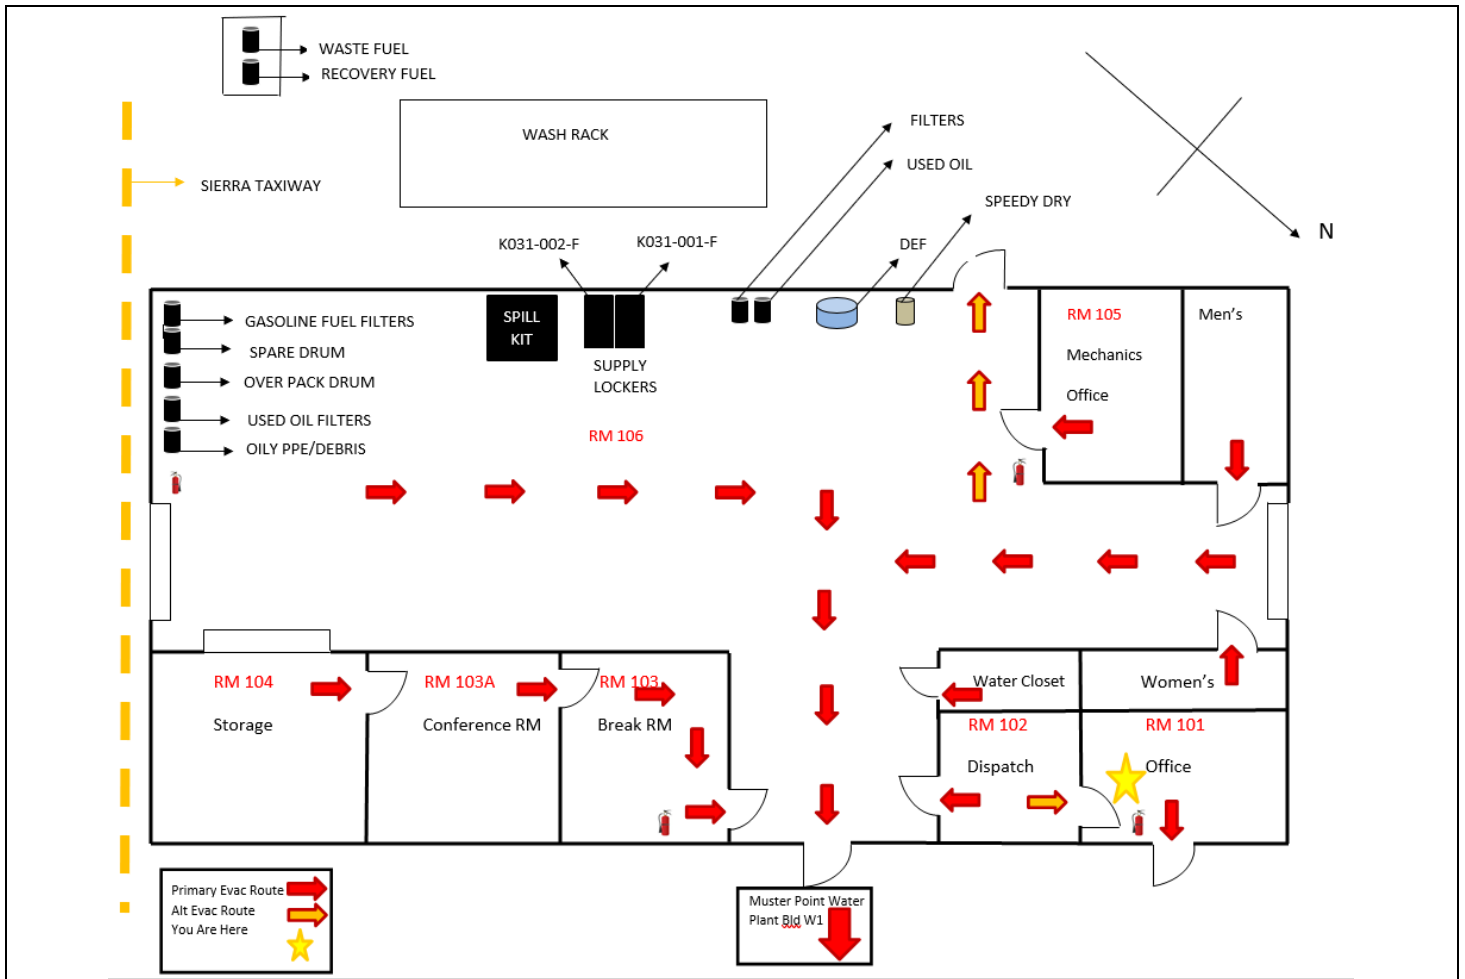 WASTE FUEL
RECOVERY FUEL
WASH RACK
FILTERS
USED OIL
SIERRA TAXIWAY
SPEEDY DRY
N
K031-002-F
K031-001-F
DEF
GASOLINE FUEL FILTERS
SPARE DRUM
OVER PACK DRUM
USED OIL FILTERS
OILY PPE/DEBRIS
SPILL
KIT
SUPPLY
LOCKERS
RM 106
RM 105
Mechanics
Office
Men's
RM 104
Storage
RM 103A
Conference RM
RM 103
Break RM
Water Closet
Women's
RM 102
Dispatch
RM 101
Office
Primary Evac Route
Alt Evac Route
You Are Here
Muster Point Water
Plant Bld W1